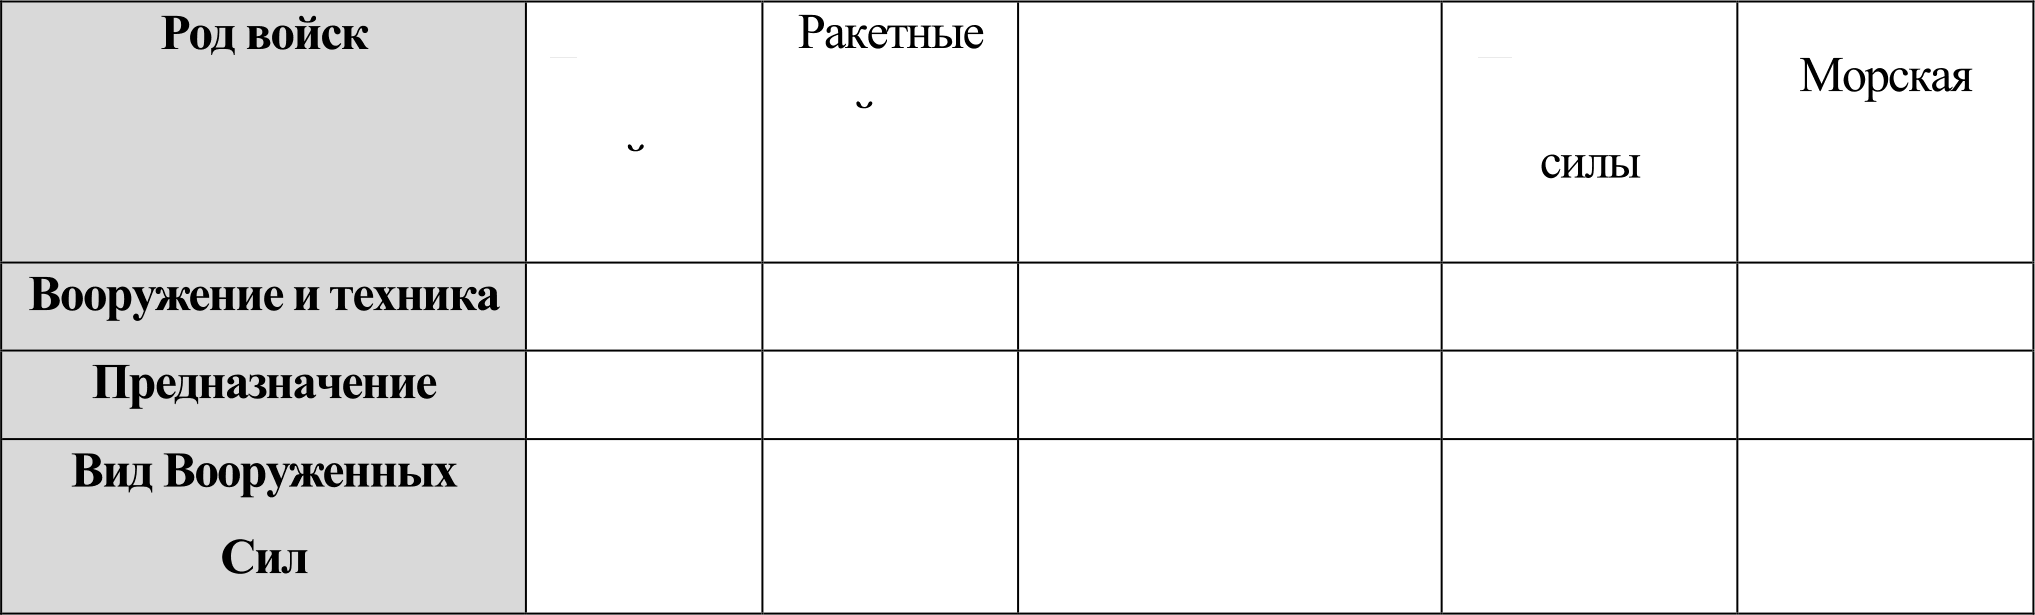 Род войск
Ракетные
Морская
силы
Вооружение и техника
Предназначение
Вид Вооруженных
Сил